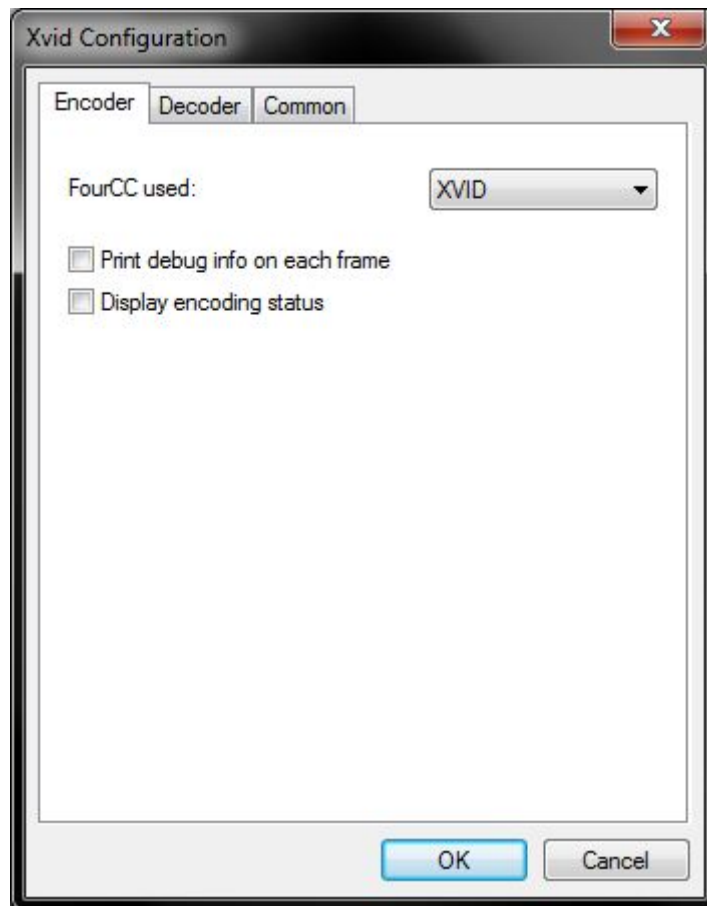 Xvid Configuration
Encoder Decoder Common
FourCC used: XVID
Print debug info on each frame
Display encoding status
OK Cancel